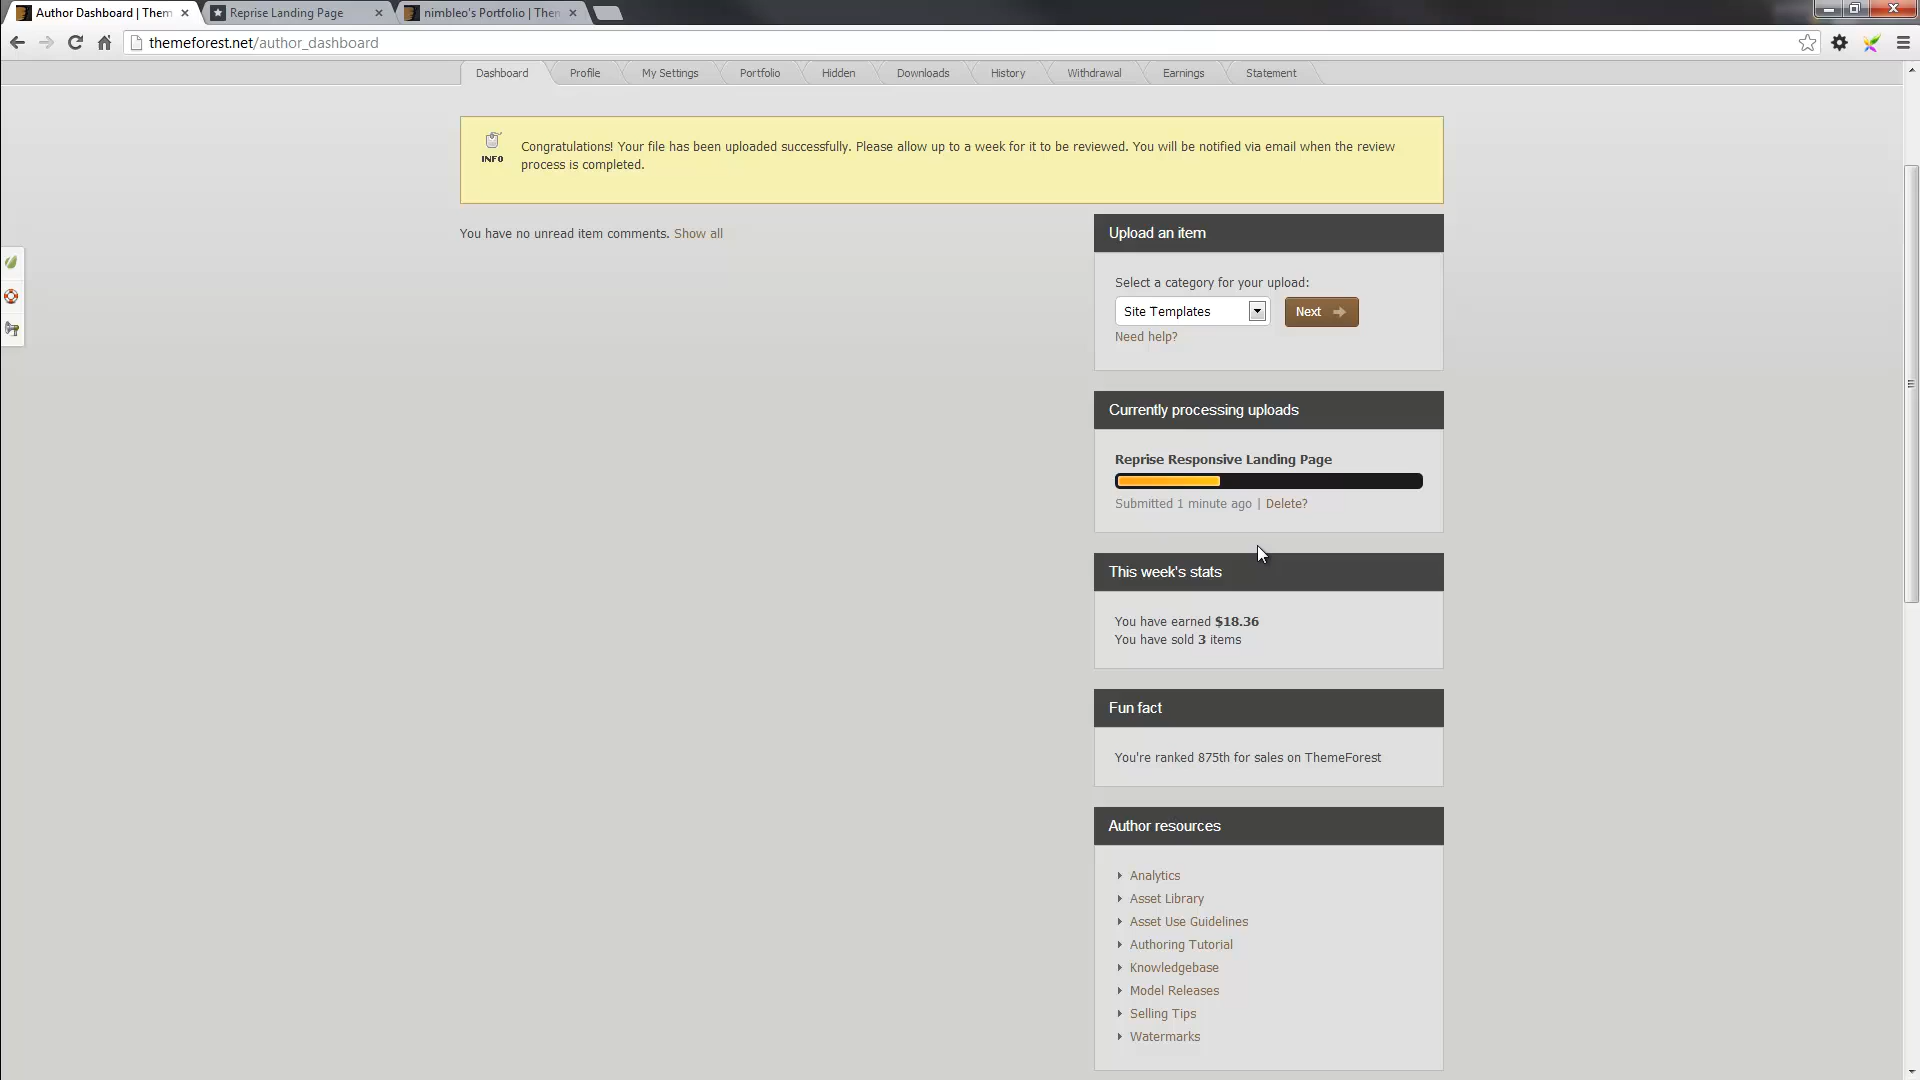 Author Dashboard | Them
Reprise Landing Page
nimbleo's Portfolio | Then
themeforest.net/author_dashboard
Dashboard
Profile
My Settings
Portfolio
Hidden
Downloads
History
Withdrawal
Earnings
Statement
INFO
Congratulations! Your file has been uploaded successfully. Please allow up to a week for it to be reviewed. You will be notified via email when the review
process is completed.
You have no unread item comments. Show all
Upload an item
Select a category for your upload:
Site Templates
Next
Need help?
Currently processing uploads
Reprise Responsive Landing Page
Submitted 1 minute ago | Delete?
This week's stats
You have earned $18.36
You have sold 3 items
Fun fact
You're ranked 875th for sales on ThemeForest
Author resources
Analytics
Asset Library
Asset Use Guidelines
Authoring Tutorial
Knowledgebase
Model Releases
Selling Tips
Watermarks